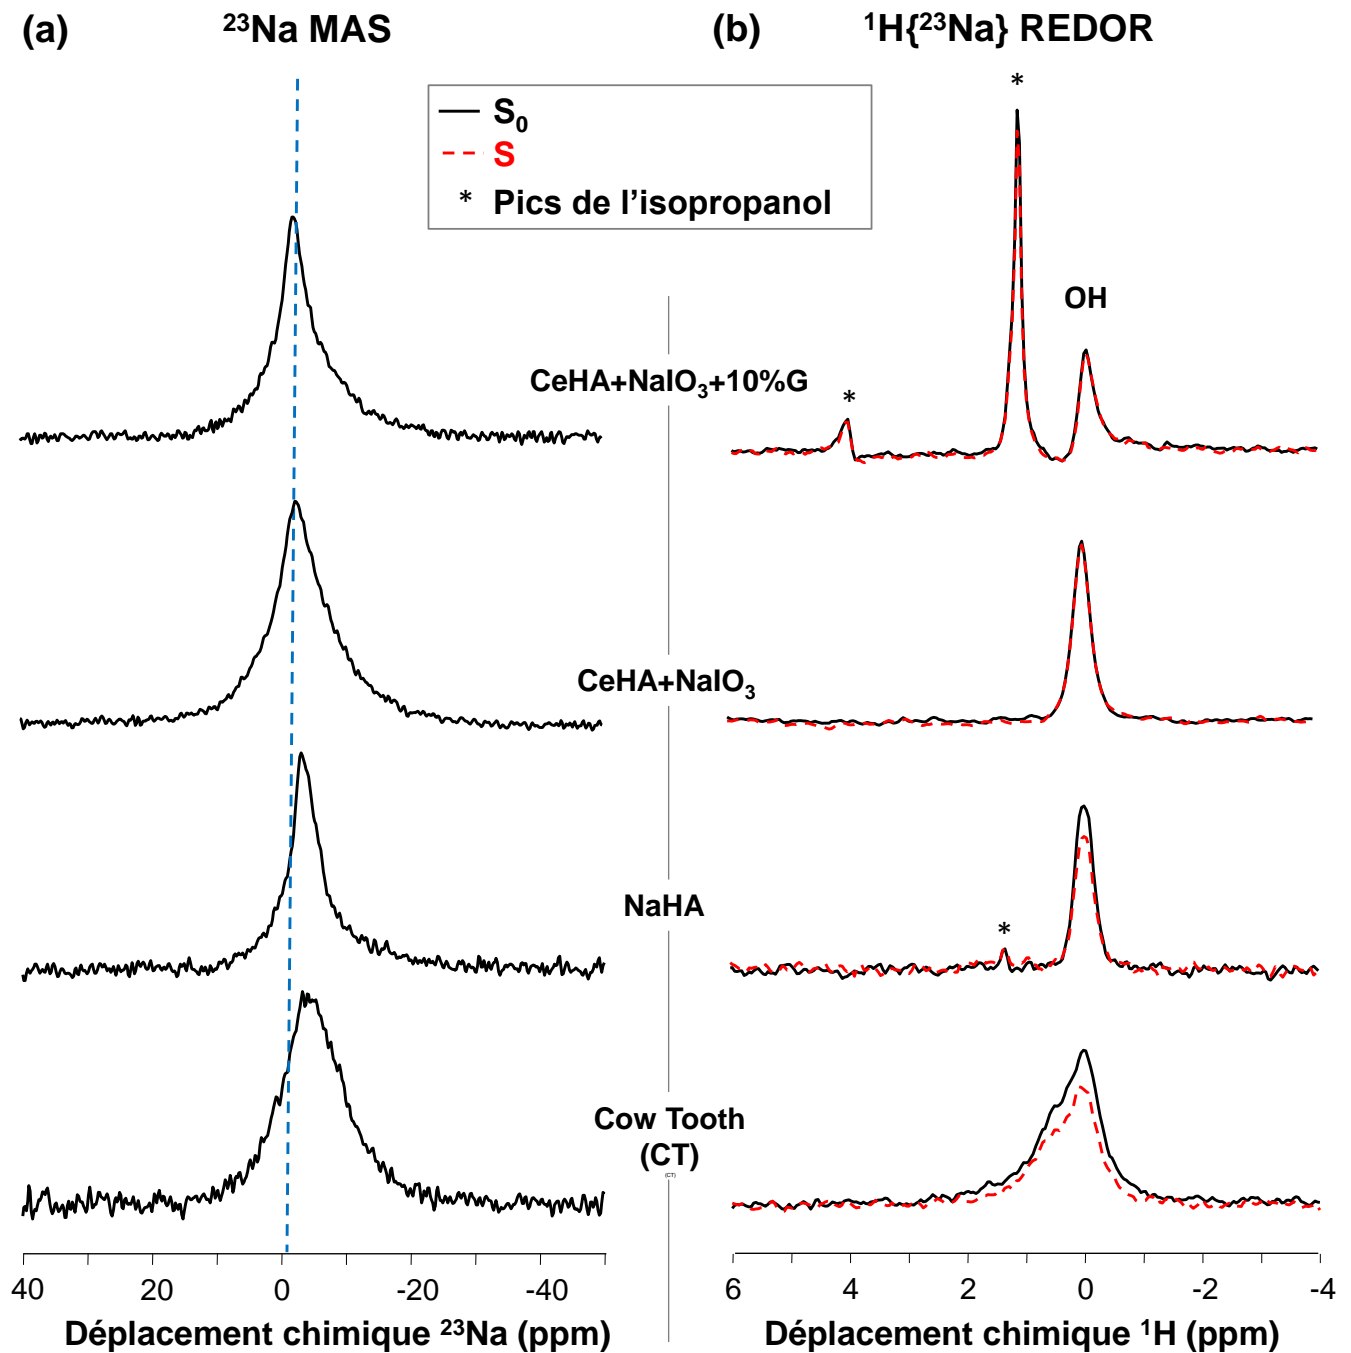 (a) ²³Na MAS
(b) ¹H{²³Na} REDOR
S₀
S
* Pics de l'isopropanol
*
OH
CeHA+NaIO₃+10%G
*
CeHA+NaIO₃
NaHA
*
Cow Tooth
(CT)
(CT)
40 20 0 -20 -40
6 4 2 0 -2 -4
Déplacement chimique ²³Na (ppm)
Déplacement chimique ¹H (ppm)